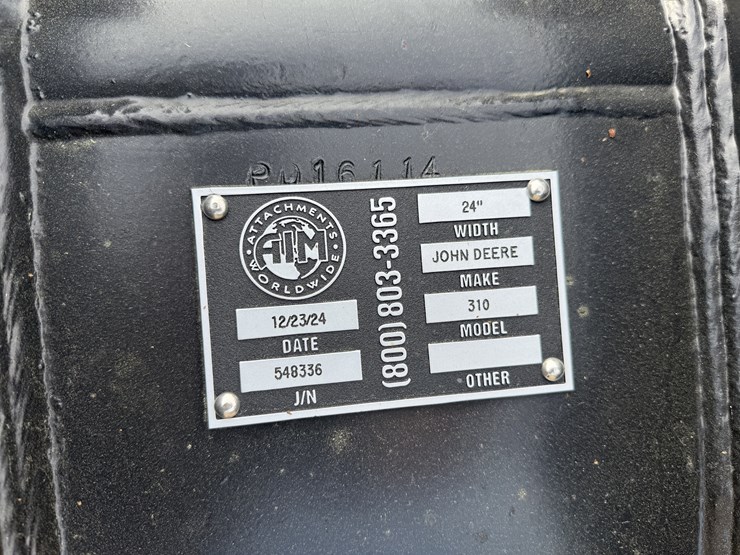 PU16114
ATTACHMENTS
AIM
WORLDWIDE
12/23/24
DATE
548336
J/N
(800) 803-3365
24"
WIDTH
JOHN DEERE
MAKE
310
MODEL
OTHER